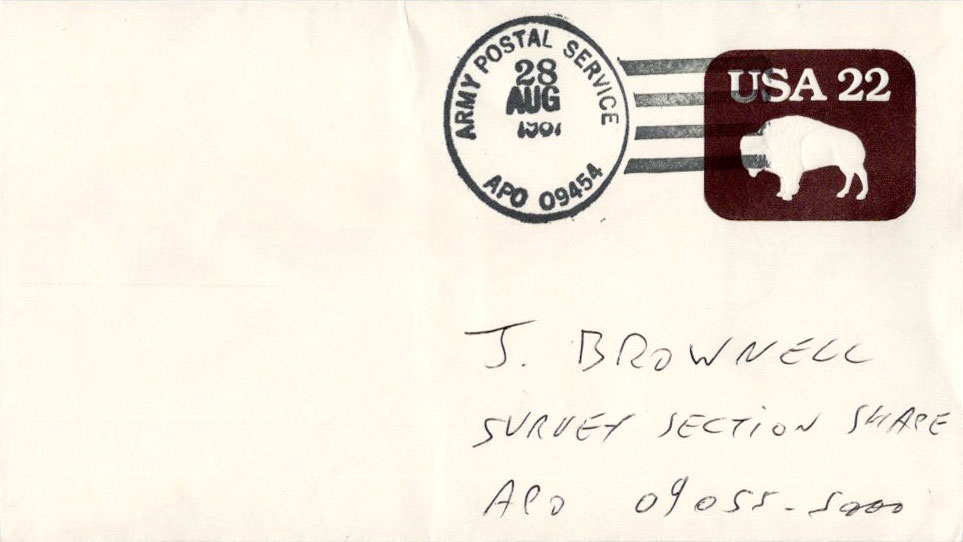 ARMY POSTAL SERVICE
28
AUG
APO 09454
USA 22
J. BROWNELL
SURVEY SECTION SHAPE
APO 09055-5000